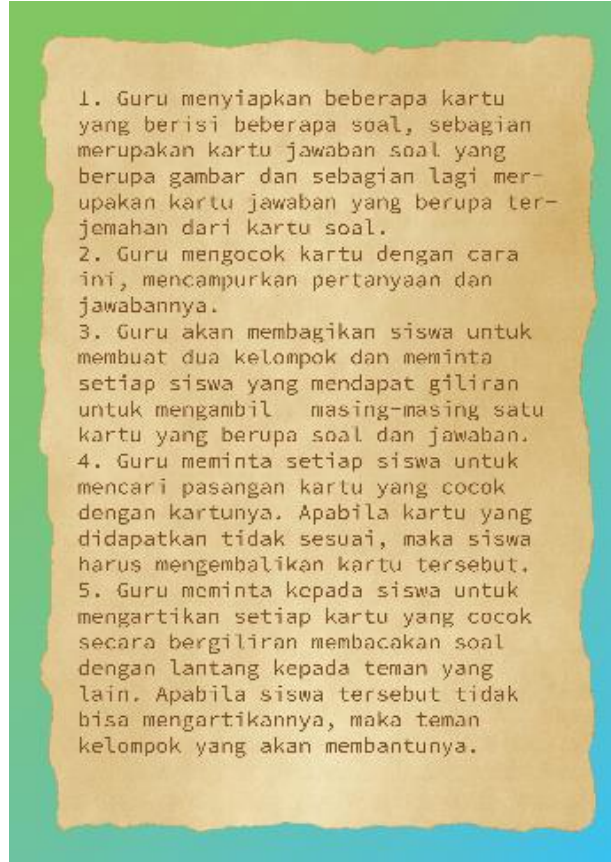 1. Guru menyiapkan beberapa kartu
yang berisi beberapa soal, sebagian
merupakan kartu jawaban soal yang
berupa gambar dan sebagian lagi mer-
upakan kartu jawaban yang berupa ter-
jemahan dari kartu soal.
2. Guru mengocok kartu dengan cara
ini, mencampurkan pertanyaan dan
jawabannya.
3. Guru akan membagikan siswa untuk
membuat dua kelompok dan meminta
setiap siswa yang mendapat giliran
untuk mengambil   masing-masing satu
kartu yang berupa soal dan jawaban.
4. Guru meminta setiap siswa untuk
mencari pasangan kartu yang cocok
dengan kartunya. Apabila kartu yang
didapatkan tidak sesuai, maka siswa
harus mengembalikan kartu tersebut.
5. Guru meminta kepada siswa untuk
mengartikan setiap kartu yang cocok
secara bergiliran membacakan soal
dengan lantang kepada teman yang
lain. Apabila siswa tersebut tidak
bisa mengartikannya, maka teman
kelompok yang akan membantunya.